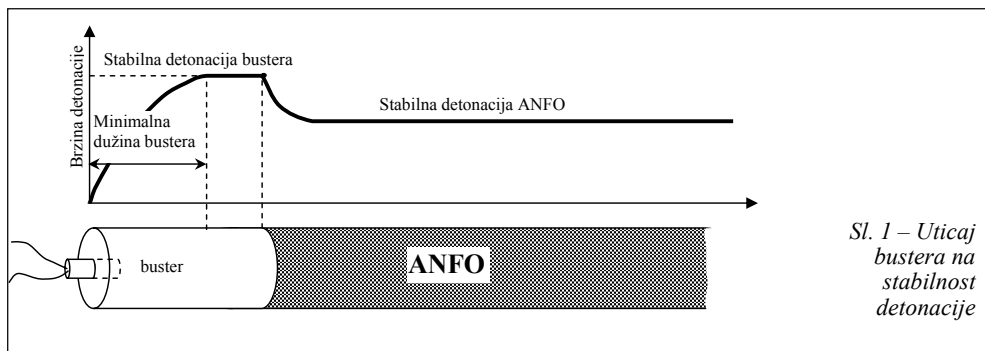 Brzina detonacije
Stabilna detonacija bustera
Stabilna detonacija ANFO
Minimalna
dužina bustera
buster
ANFO
Sl. 1 – Uticaj
bustera na
stabilnost
detonacije